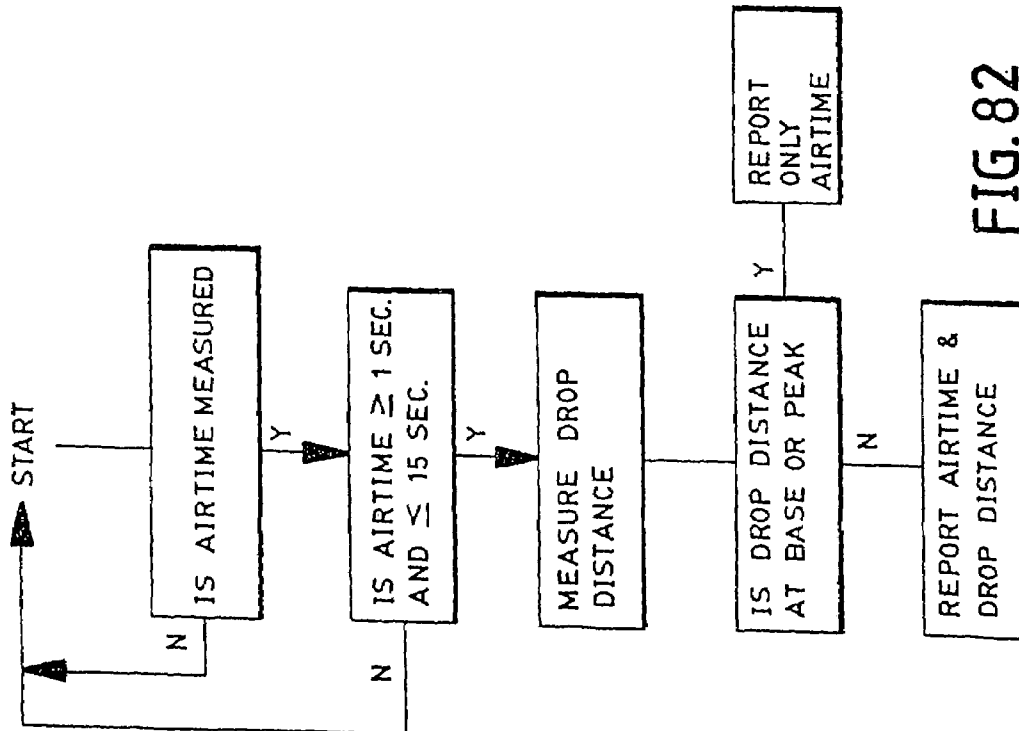 START
IS AIRTIME MEASURED
N
Y
IS AIRTIME ≥ 1 SEC.
AND ≤ 15 SEC.
N
Y
MEASURE DROP
DISTANCE
IS DROP DISTANCE
AT BASE OR PEAK
Y
REPORT
ONLY
AIRTIME
N
REPORT AIRTIME &
DROP DISTANCE
FIG. 82